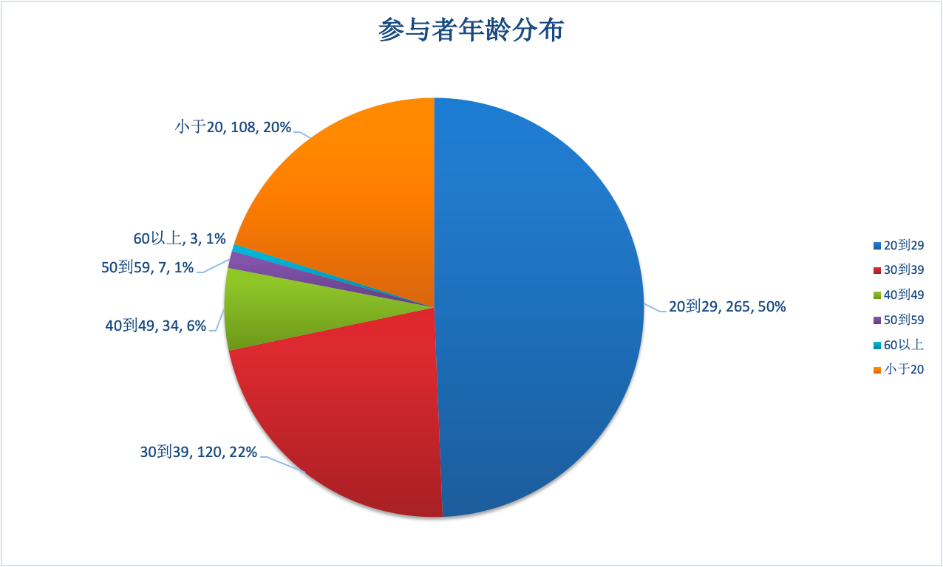 参与者年龄分布
小于20, 108, 20%
60以上, 3, 1%
50到59, 7, 1%
40到49, 34, 6%
30到39, 120, 22%
20到29, 265, 50%
20到29
30到39
40到49
50到59
60以上
小于20